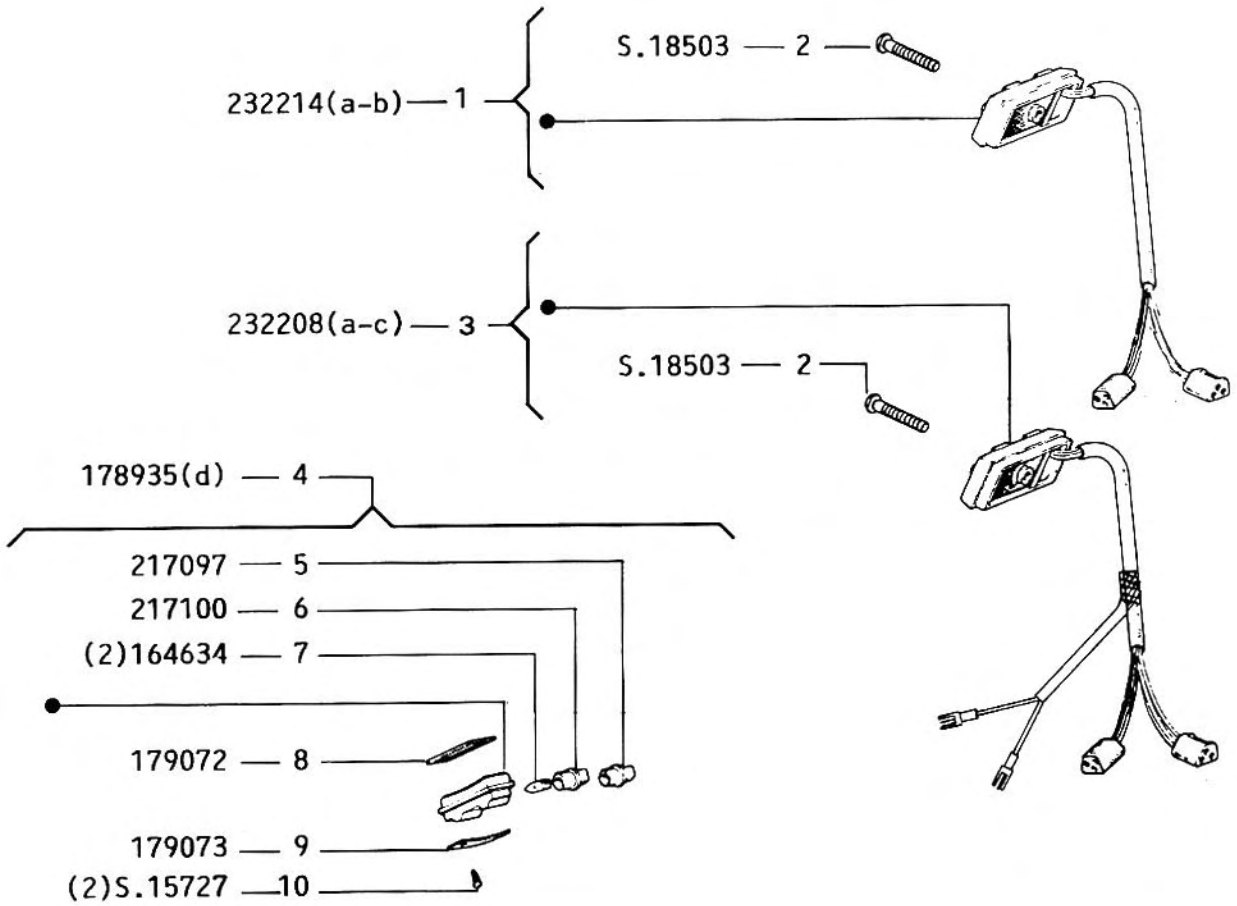 S.18503 — 2
232214(a-b) — 1
232208(a-c) — 3
S.18503 — 2
178935(d) — 4
217097 — 5
217100 — 6
(2)164634 — 7
179072 — 8
179073 — 9
(2)S.15727 — 10